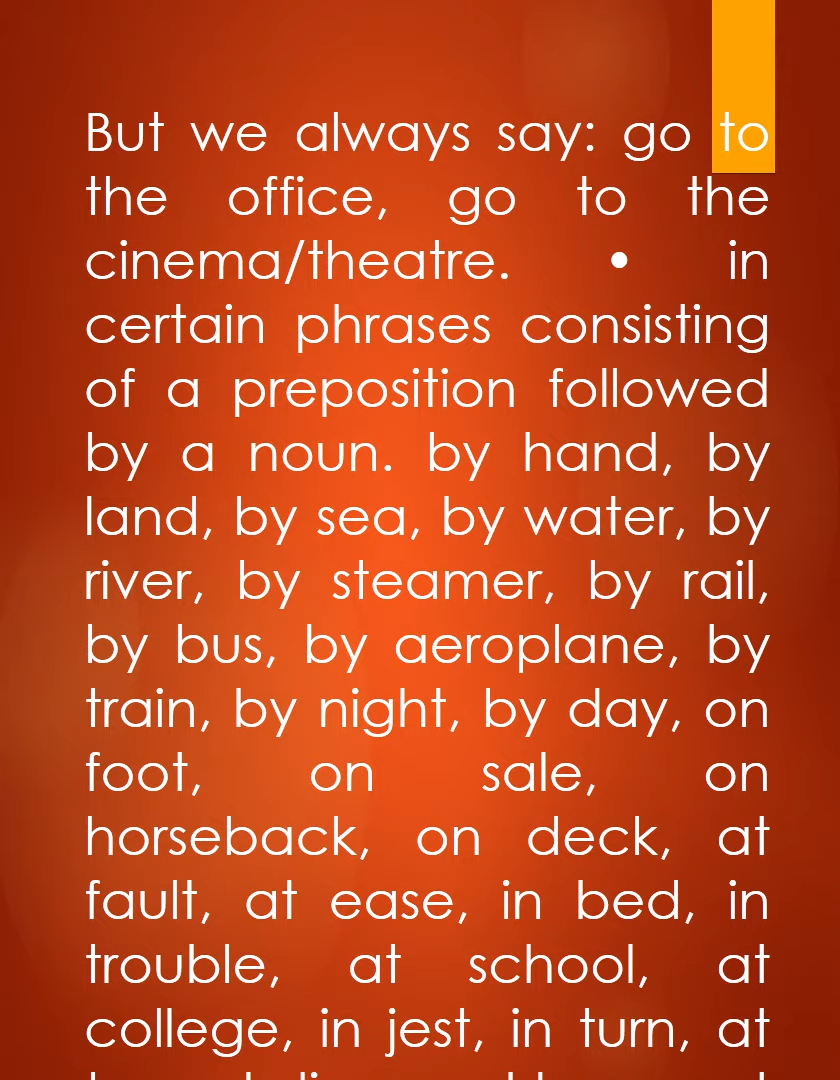 But we always say: go to
the office, go to the
cinema/theatre. • in
certain phrases consisting
of a preposition followed
by a noun. by hand, by
land, by sea, by water, by
river, by steamer, by rail,
by bus, by aeroplane, by
train, by night, by day, on
foot, on sale, on
horseback, on deck, at
fault, at ease, in bed, in
trouble, at school, at
college, in jest, in turn, at